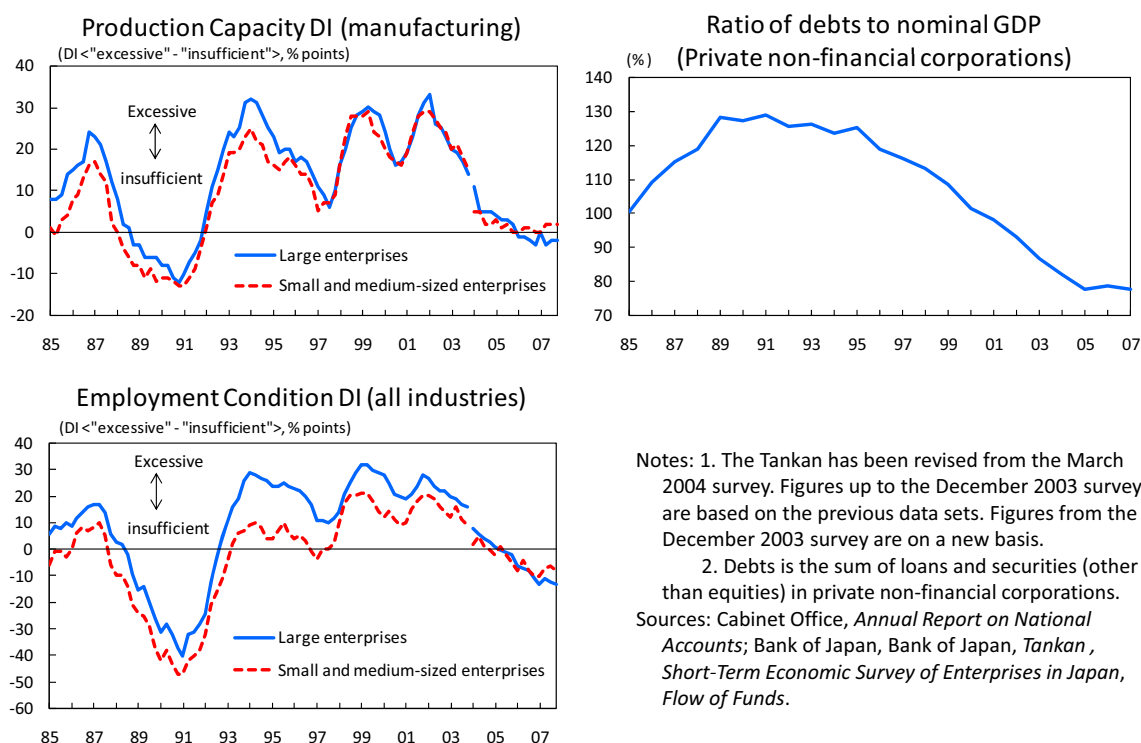 Production Capacity DI (manufacturing)
(DI <"excessive" - "insufficient">, % points)
40
30
20
10
0
-10
-20
Excessive
insufficient
Large enterprises
Small and medium-sized enterprises
85 87 89 91 93 95 97 99 01 03 05 07
Ratio of debts to nominal GDP
(Private non-financial corporations)
(%)
140
130
120
110
100
90
80
70
85 87 89 91 93 95 97 99 01 03 05 07
Employment Condition DI (all industries)
(DI <"excessive" - "insufficient">, % points)
40
30
20
10
0
-10
-20
-30
-40
-50
-60
Excessive
insufficient
Large enterprises
Small and medium-sized enterprises
85 87 89 91 93 95 97 99 01 03 05 07
Notes: 1. The Tankan has been revised from the March
2004 survey. Figures up to the December 2003 survey
are based on the previous data sets. Figures from the
December 2003 survey are on a new basis.
2. Debts is the sum of loans and securities (other
than equities) in private non-financial corporations.
Sources: Cabinet Office, Annual Report on National
Accounts; Bank of Japan, Bank of Japan, Tankan ,
Short-Term Economic Survey of Enterprises in Japan,
Flow of Funds.